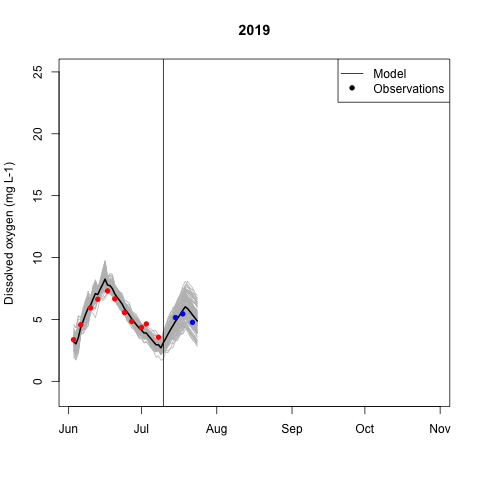 2019
Model
Observations
Dissolved oxygen (mg L-1)
25
20
15
10
5
0
Jun Jul Aug Sep Oct Nov